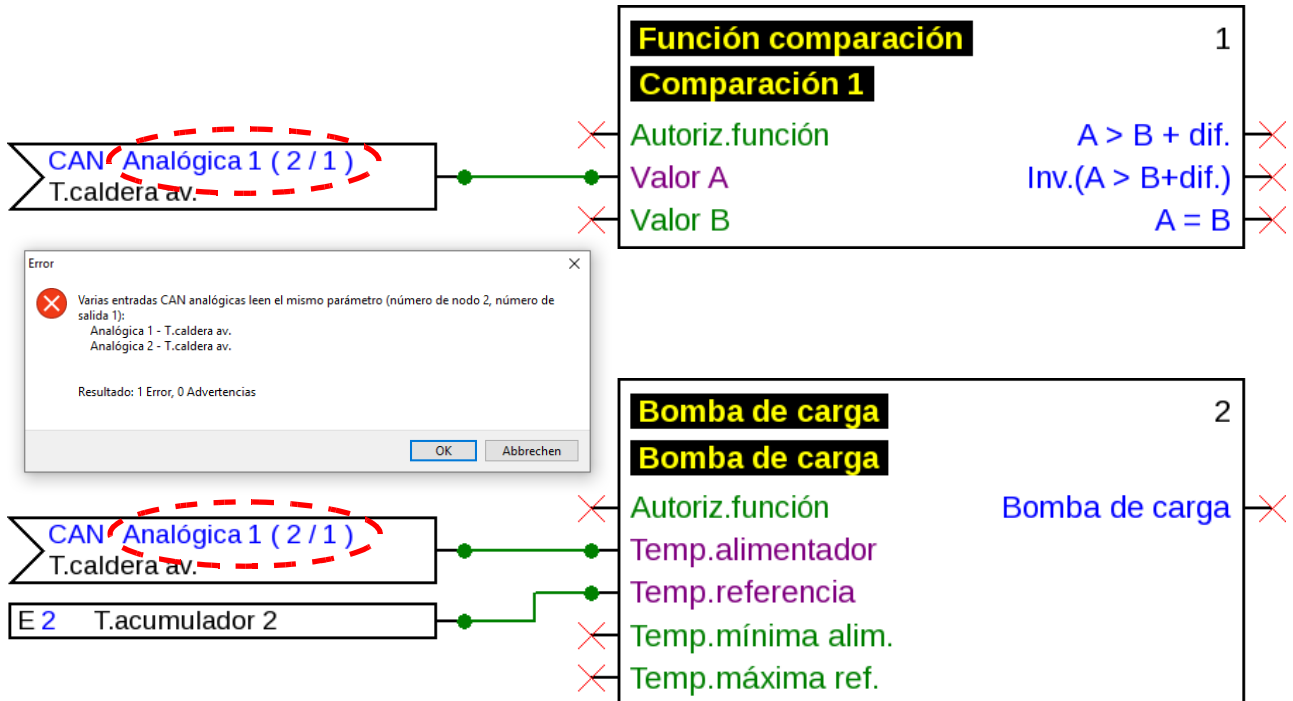 Función comparación 1
Comparación 1
Autoriz.función A > B + dif.
CAN Analógica 1 ( 2 / 1 )
T.caldera av.
Valor A Inv.(A > B+dif.)
Valor B A = B
Error
Varias entradas CAN analógicas leen el mismo parámetro (número de nodo 2, número de
salida 1):
Analógica 1 - T.caldera av.
Analógica 2 - T.caldera av.
Resultado: 1 Error, 0 Advertencias
OK Abbrechen
Bomba de carga 2
Bomba de carga
Autoriz.función Bomba de carga
CAN Analógica 1 ( 2 / 1 )
T.caldera av.
Temp.alimentador
Temp.referencia
E 2 T.acumulador 2
Temp.mínima alim.
Temp.máxima ref.